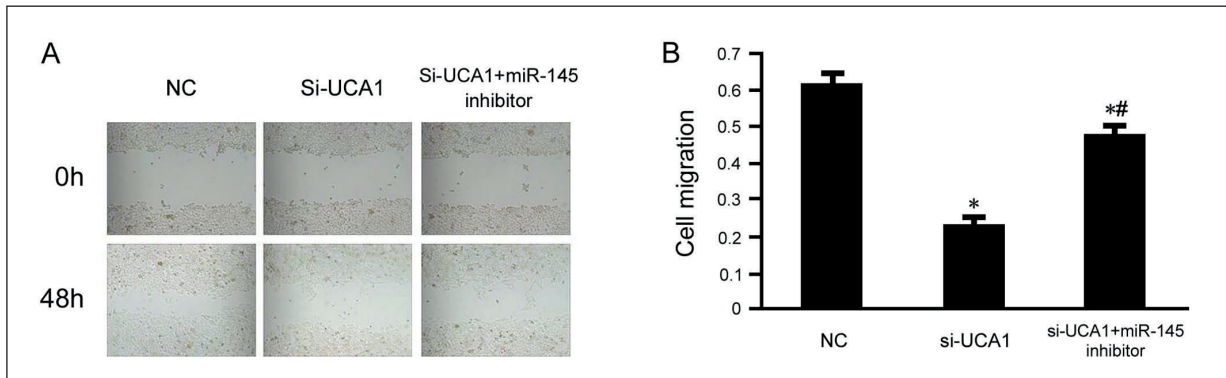 A
NC
Si-UCA1
Si-UCA1+miR-145
inhibitor
0h
48h
B
Cell migration
0.7
0.6
0.5
0.4
0.3
0.2
0.1
0
*
*#
NC
si-UCA1
si-UCA1+miR-145
inhibitor